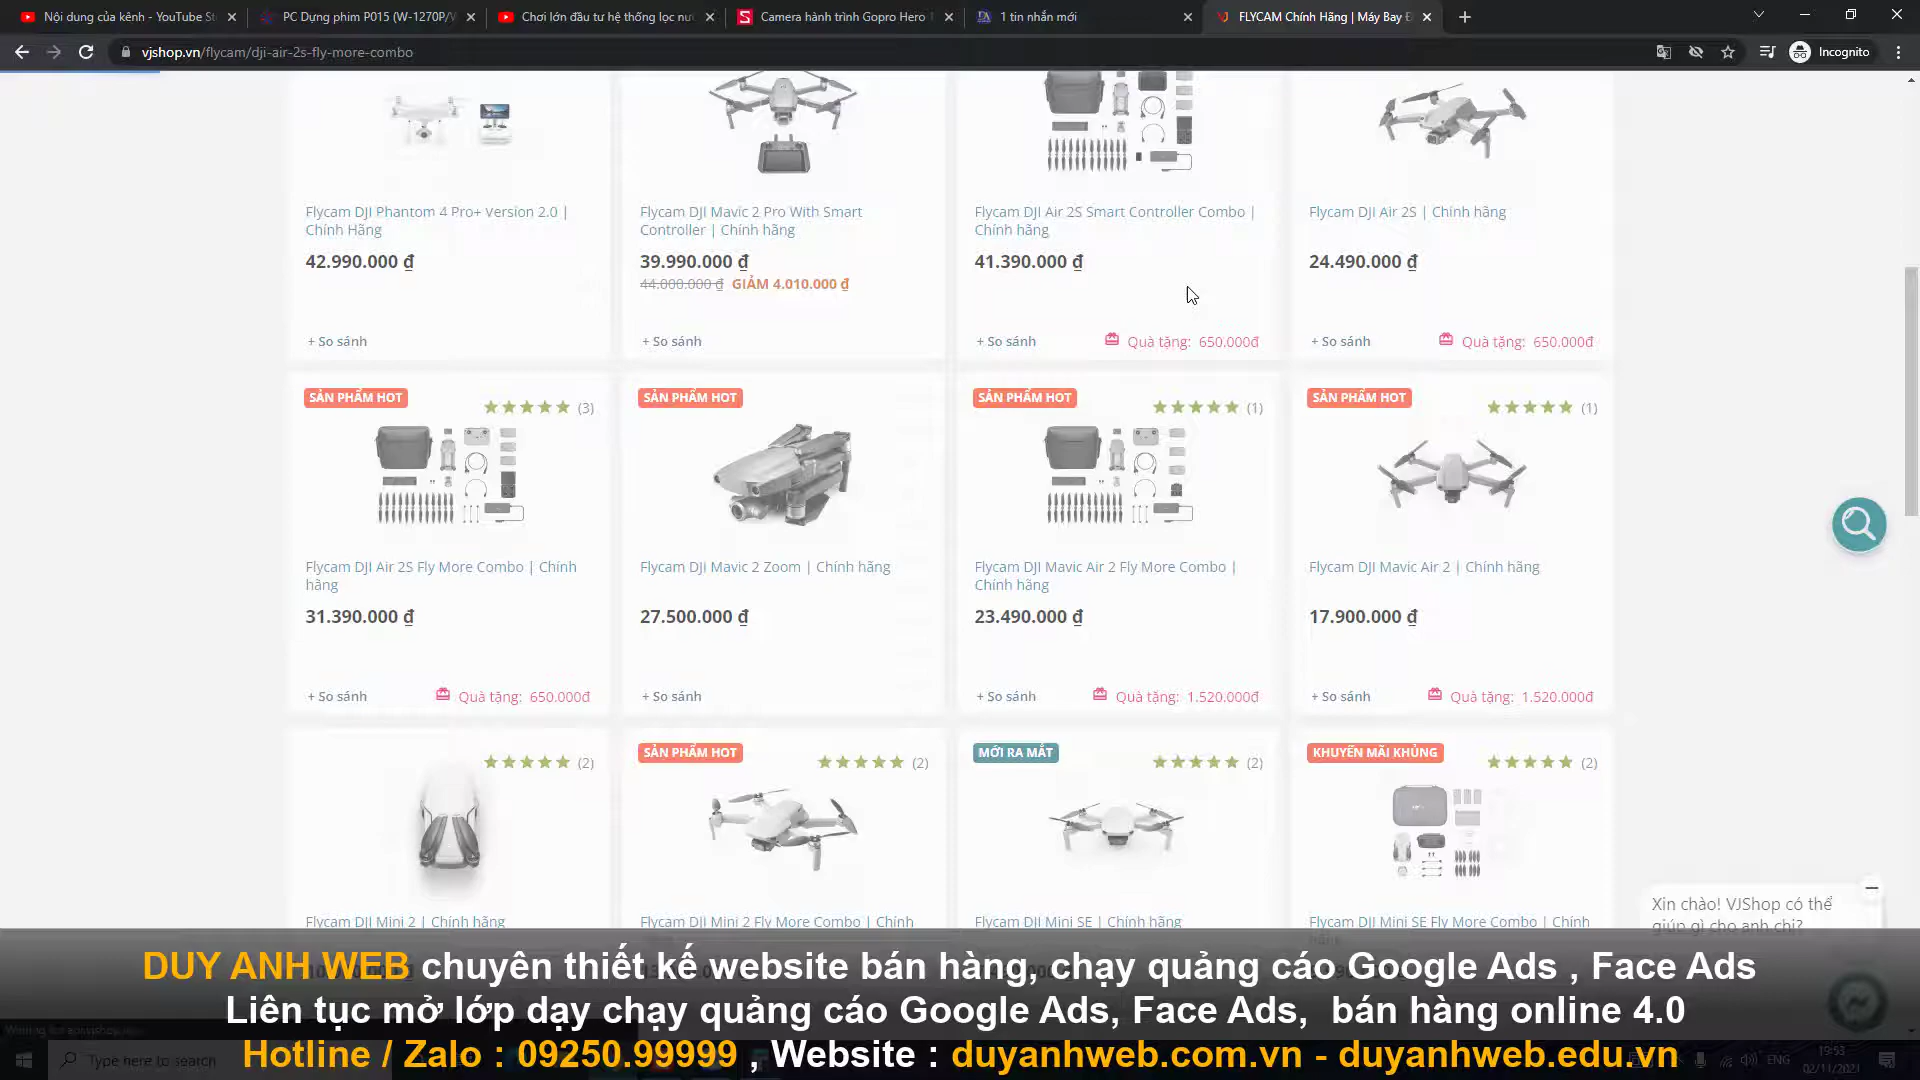 Nội dung của kênh - YouTube St
PC Dựng phim P015 (W-1270P/V
Chơi lớn đầu tư hệ thống lọc nư
Camera hành trình Gopro Hero 1
1 tin nhắn mới
FLYCAM Chính Hãng | Máy Bay Đ
vjshop.vn/flycam/dji-air-2s-fly-more-combo
Incognito
Flycam DJI Phantom 4 Pro+ Version 2.0 |
Chính Hãng
42.990.000 ₫
+ So sánh
Flycam DJI Mavic 2 Pro With Smart
Controller | Chính hãng
39.990.000 ₫
44.000.000 ₫ GIẢM 4.010.000 ₫
+ So sánh
Flycam DJI Air 2S Smart Controller Combo |
Chính hãng
41.390.000 ₫
+ So sánh
Quà tặng: 650.000đ
Flycam DJI Air 2S | Chính hãng
24.490.000 ₫
+ So sánh
Quà tặng: 650.000đ
SẢN PHẨM HOT
(3)
Flycam DJI Air 2S Fly More Combo | Chính
hãng
31.390.000 ₫
+ So sánh
Quà tặng: 650.000đ
SẢN PHẨM HOT
Flycam DJI Mavic 2 Zoom | Chính hãng
27.500.000 ₫
+ So sánh
SẢN PHẨM HOT
(1)
Flycam DJI Mavic Air 2 Fly More Combo |
Chính hãng
23.490.000 ₫
+ So sánh
Quà tặng: 1.520.000đ
SẢN PHẨM HOT
(1)
Flycam DJI Mavic Air 2 | Chính hãng
17.900.000 ₫
+ So sánh
Quà tặng: 1.520.000đ
(2)
Flycam DJI Mini 2 | Chính hãng
SẢN PHẨM HOT
(2)
Flycam DJI Mini 2 Fly More Combo | Chính
MỚI RA MẮT
(2)
Flycam DJI Mini SE | Chính hãng
KHUYẾN MÃI KHỦNG
(2)
Flycam DJI Mini SE Fly More Combo | Chính
Xin chào! VJShop có thể
giúp gì cho anh chị?
DUY ANH WEB chuyên thiết kế website bán hàng, chạy quảng cáo Google Ads , Face Ads
Liên tục mở lớp dạy chạy quảng cáo Google Ads, Face Ads, bán hàng online 4.0
Hotline / Zalo : 09250.99999 , Website : duyanhweb.com.vn - duyanhweb.edu.vn
Type here to search
ENG
19:53
02/11/2021